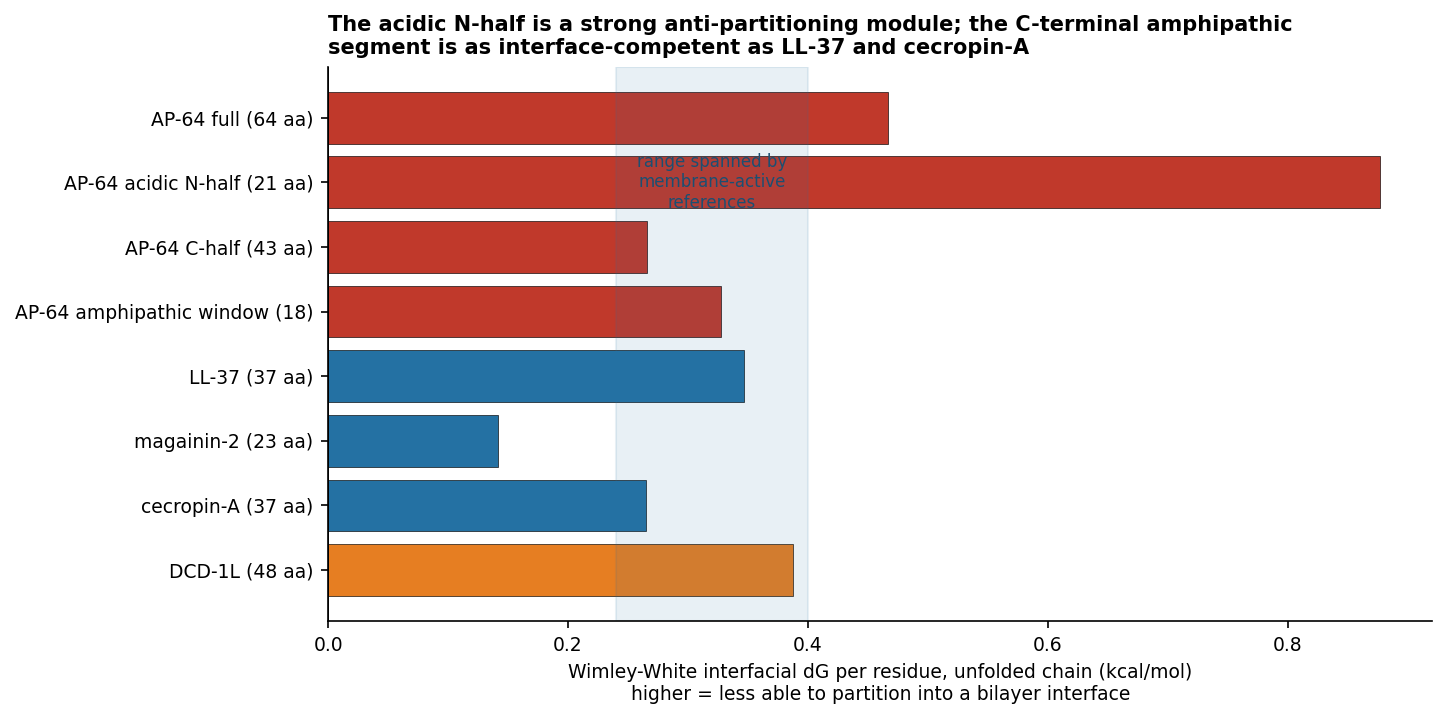 The acidic N-half is a strong anti-partitioning module; the C-terminal amphipathic
segment is as interface-competent as LL-37 and cecropin-A
AP-64 full (64 aa)
range spanned by
membrane-active
references
AP-64 acidic N-half (21 aa)
AP-64 C-half (43 aa)
AP-64 amphipathic window (18)
LL-37 (37 aa)
magainin-2 (23 aa)
cecropin-A (37 aa)
DCD-1L (48 aa)
0.0 0.2 0.4 0.6 0.8
Wimley-White interfacial dG per residue, unfolded chain (kcal/mol)
higher = less able to partition into a bilayer interface